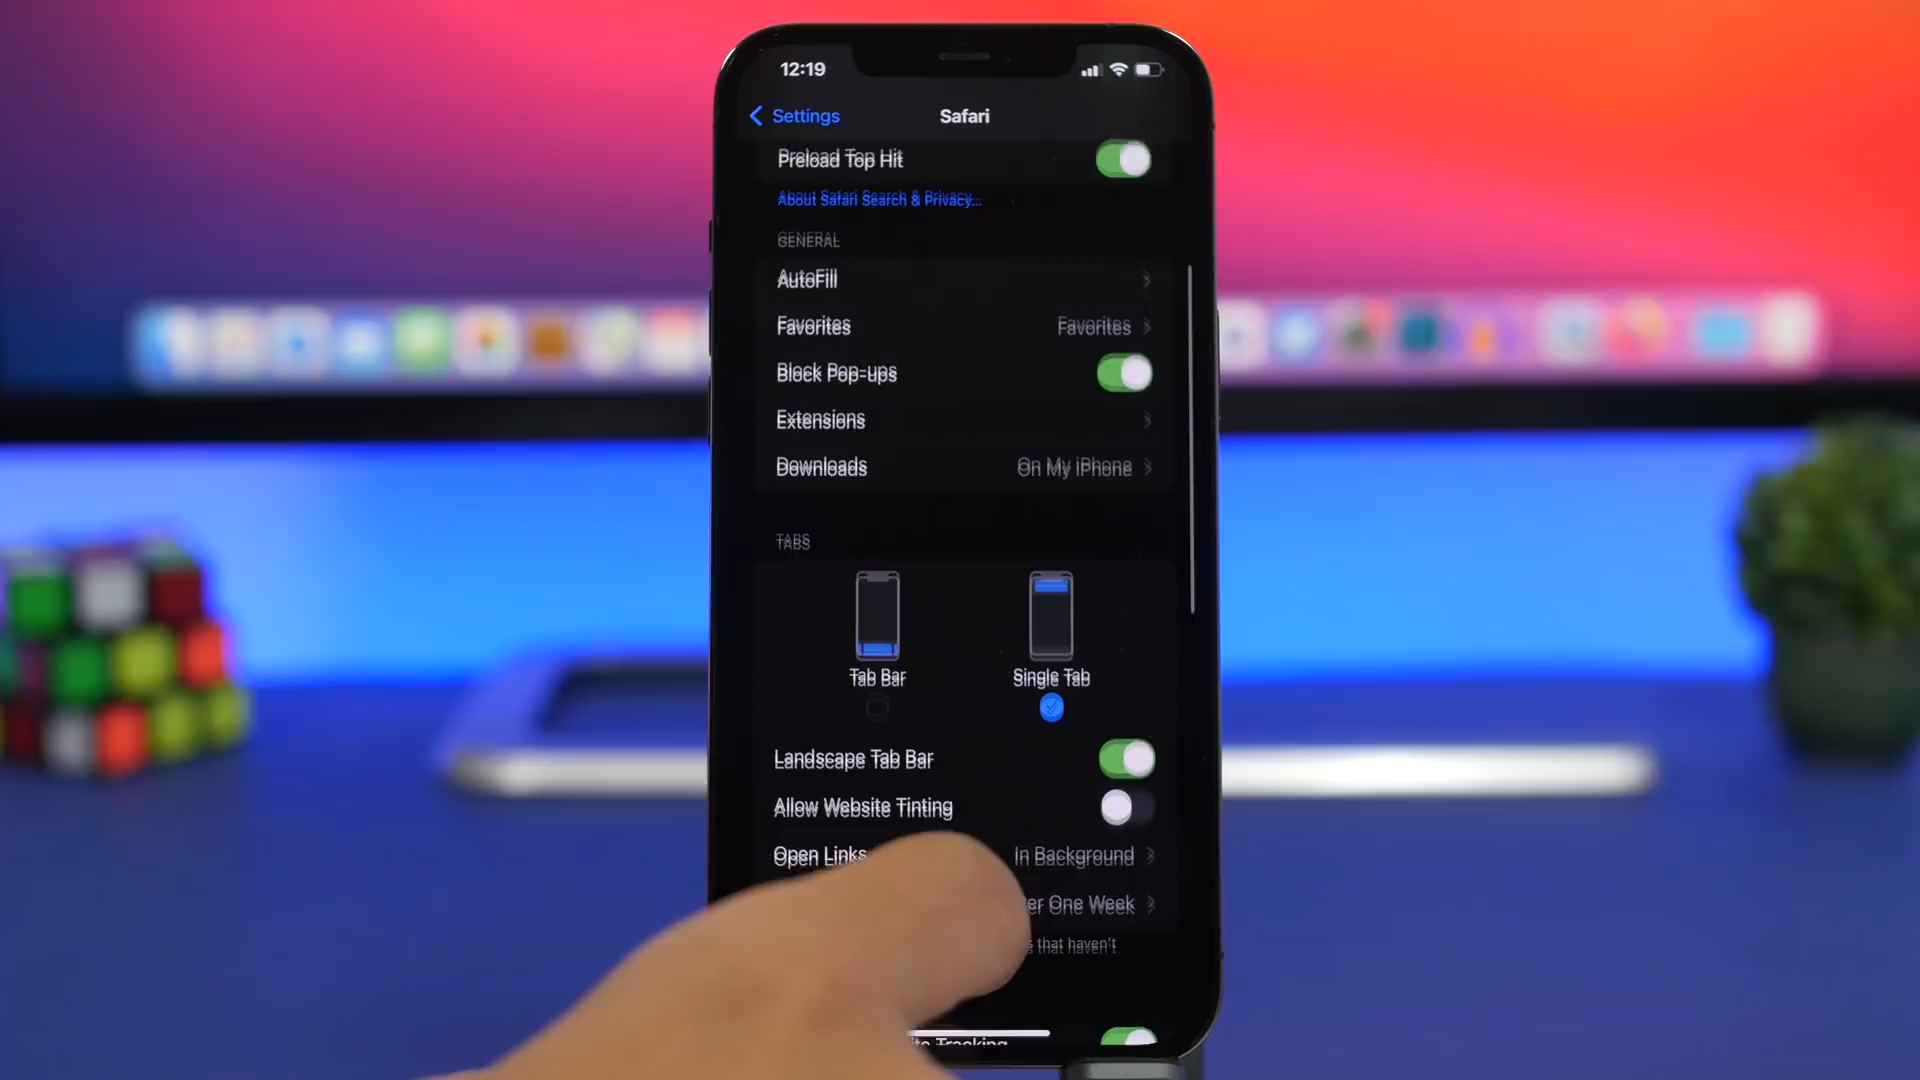 12:19
Settings
Safari
Preload Top Hit
About Safari Search & Privacy...
GENERAL
AutoFill
Favorites Favorites
Block Pop-ups
Extensions
Downloads On My iPhone
TABS
Tab Bar Single Tab
Landscape Tab Bar
Allow Website Tinting
Open Links In Background
er One Week
s that haven't
Tracking